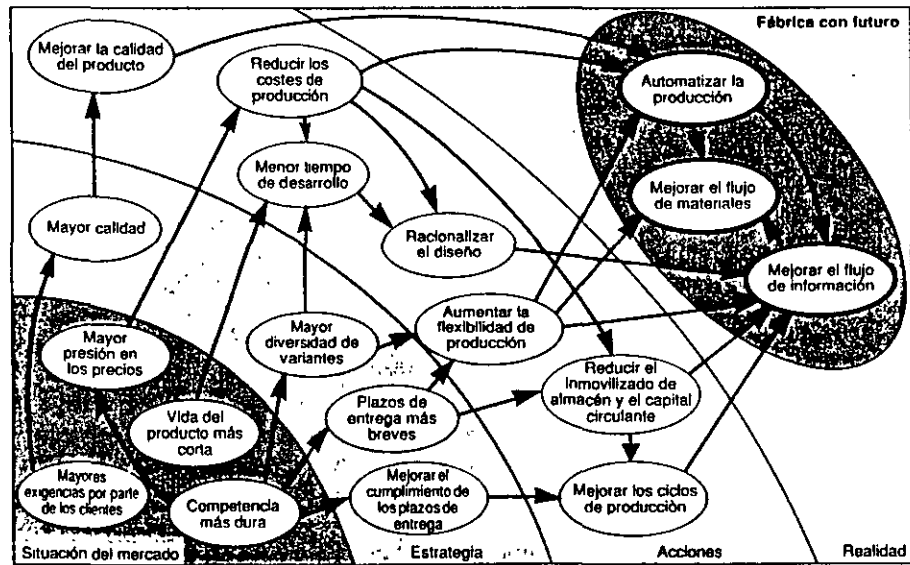 Fábrica con futuro
Mejorar la calidad
del producto
Reducir los
costes de
producción
Automatizar la
producción
Menor tiempo
de desarrollo
Mejorar el flujo
de materiales
Mayor calidad
Racionalizar
el diseño
Mejorar el flujo
de información
Mayor
presión en
los precios
Mayor
diversidad de
variantes
Aumentar la
flexibilidad de
producción
Reducir el
inmovilizado de
almacén y el capital
circulante
Vida del
producto más
corta
Plazos de
entrega más
breves
Mayores
exigencias por parte
de los clientes
Competencia
más dura
Mejorar el
cumplimiento de
los plazos de
entrega
Mejorar los ciclos
de producción
Situación del mercado
Estrategia
Acciones
Realidad